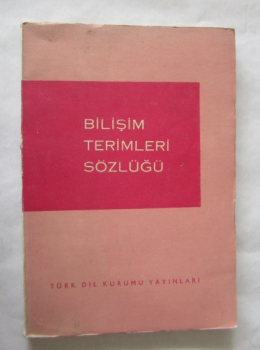 BİLİŞİM
TERİMLERİ
SÖZLÜĞÜ
TÜRK DİL KURUMU YAYINLARI